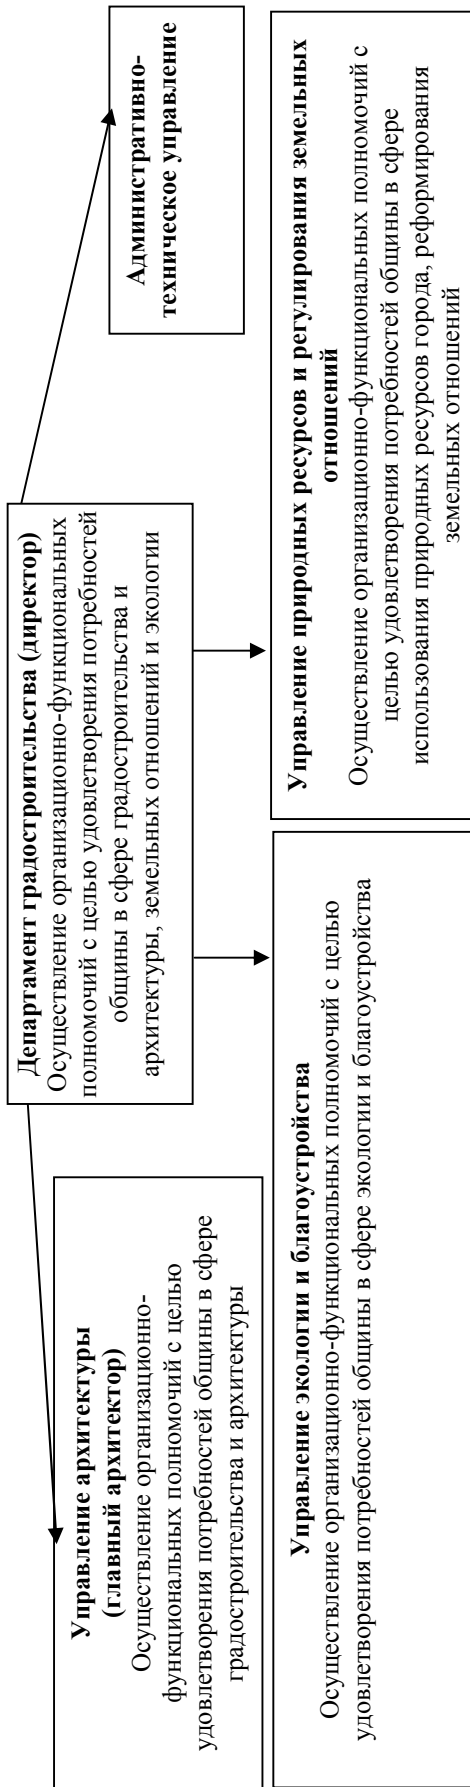 Департамент градостроительства (директор)
Осуществление организационно-функциональных
полномочий с целью удовлетворения потребностей
общины в сфере градостроительства и
архитектуры, земельных отношений и экологии
Управление архитектуры
(главный архитектор)
Осуществление организационно-
функциональных полномочий с целью
удовлетворения потребностей общины в сфере
градостроительства и архитектуры
Административно-
техническое управление
Управление экологии и благоустройства
Осуществление организационно-функциональных полномочий с целью
удовлетворения потребностей общины в сфере экологии и благоустройства
Управление природных ресурсов и регулирования земельных
отношений
Осуществление организационно-функциональных полномочий с
целью удовлетворения потребностей общины в сфере
использования природных ресурсов города, реформирования
земельных отношений